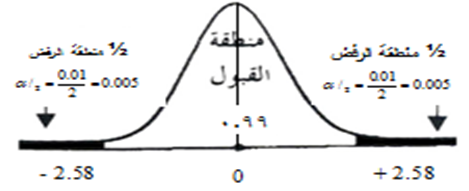 منطقة
القبول
٠.٩٩
½ منطقة الرفض
α/₂ = 0.01/2 = 0.005
½ منطقة الرفض
α/₂ = 0.01/2 = 0.005
- 2.58
0
+ 2.58